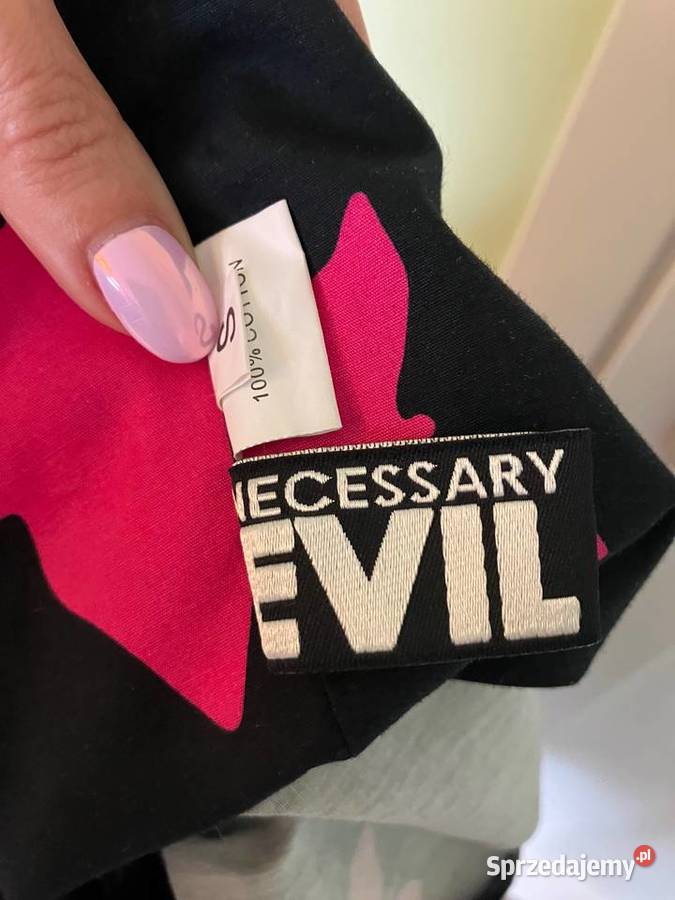 S
100% COTTON
NECESSARY
EVIL
Sprzedajemy.pl